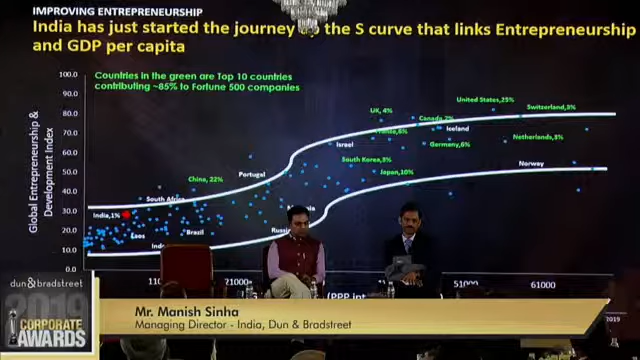 IMPROVING ENTREPRENEURSHIP
India has just started the journey up the S curve that links Entrepreneurship
and GDP per capita
100.0
Countries in the green are Top 10 countries
contributing ~85% to Fortune 500 companies
90.0
80.0
70.0
60.0
50.0
40.0
30.0
20.0
10.0
0.0
Global Entrepreneurship &
Development Index
UK, 4%
United States,25%
Switzerland,3%
Iceland
Netherlands,3%
Israel
Germany,6%
South Korea,3%
Norway
Portugal
Japan,10%
China, 22%
India,1%
Laos
Brazil
21000
51000
61000
(PPP
2019
dun&bradstreet
2019
CORPORATE
AWARDS
Mr. Manish Sinha
Managing Director - India, Dun & Bradstreet